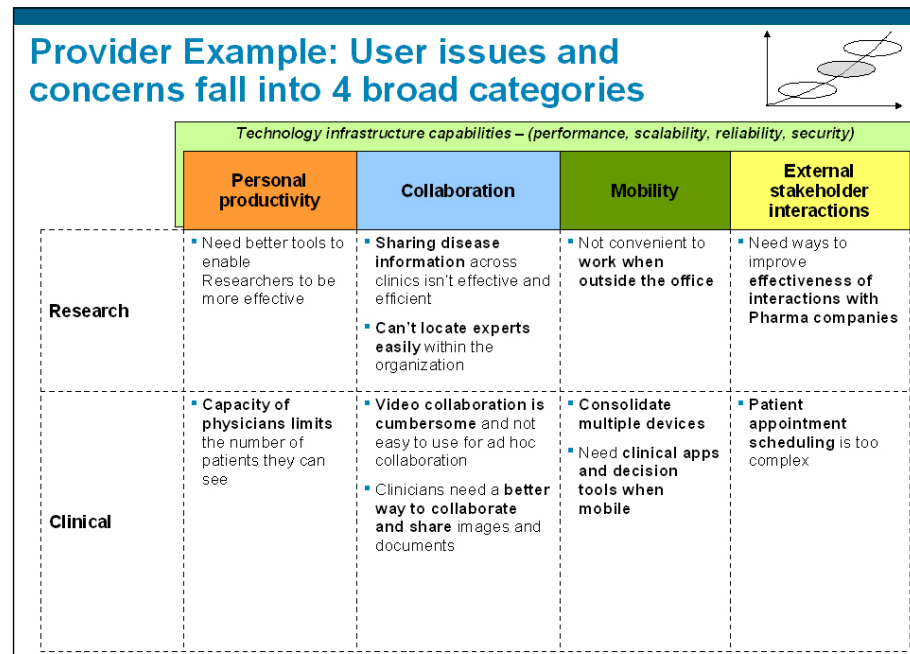 Provider Example: User issues and
concerns fall into 4 broad categories
Technology infrastructure capabilities – (performance, scalability, reliability, security)
Personal
productivity
Collaboration
Mobility
External
stakeholder
interactions
Research
▪ Need better tools to
enable
Researchers to be
more effective
▪ Sharing disease
information across
clinics isn't effective and
efficient
▪ Can't locate experts
easily within the
organization
▪ Not convenient to
work when
outside the office
▪ Need ways to
improve
effectiveness of
interactions with
Pharma companies
Clinical
▪ Capacity of
physicians limits
the number of
patients they can
see
▪ Video collaboration is
cumbersome and not
easy to use for ad hoc
collaboration
▪ Clinicians need a better
way to collaborate
and share images and
documents
▪ Consolidate
multiple devices
▪ Need clinical apps
and decision
tools when
mobile
▪ Patient
appointment
scheduling is too
complex